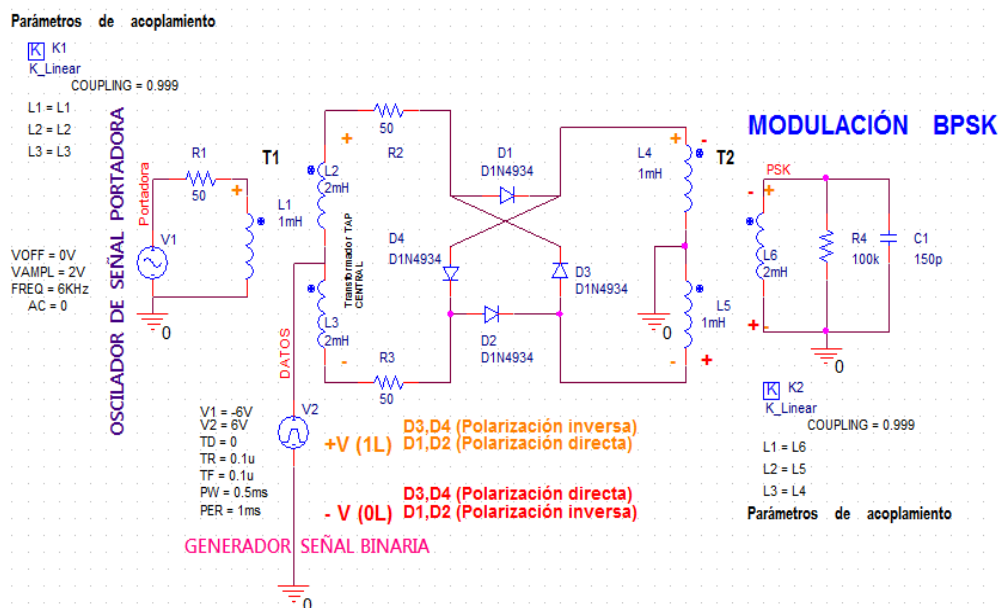 Parámetros de acoplamiento
K K1
K_Linear
COUPLING = 0.999
L1 = L1
L2 = L2
L3 = L3
OSCILADOR DE SEÑAL PORTADORA
Portadora
R1
50
T1
V1
VOFF = 0V
VAMPL = 2V
FREQ = 6KHz
AC = 0
0
+
L1
1mH
+
L2
2mH
Transformador TAP
CENTRAL
L3
2mH
-
50
R2
R3
50
D1
D1N4934
D4
D1N4934
D3
D1N4934
D2
D1N4934
+
-
L4
1mH
T2
0
L5
1mH
-
+
MODULACIÓN BPSK
PSK
-
+
L6
2mH
+
-
R4
100k
C1
150p
0
K K2
K_Linear
COUPLING = 0.999
L1 = L6
L2 = L5
L3 = L4
Parámetros de acoplamiento
DATOS
V2
V1 = -6V
V2 = 6V
TD = 0
TR = 0.1u
TF = 0.1u
PW = 0.5ms
PER = 1ms
+V (1L)
D3,D4 (Polarización inversa)
D1,D2 (Polarización directa)
- V (0L)
D3,D4 (Polarización directa)
D1,D2 (Polarización inversa)
GENERADOR SEÑAL BINARIA
0